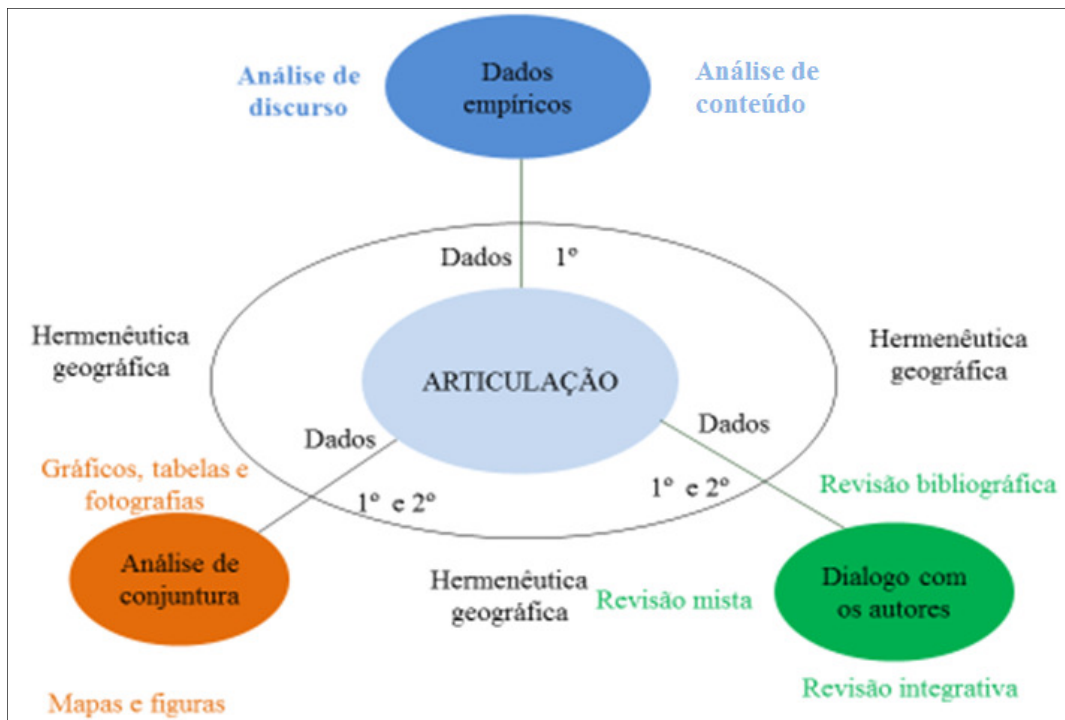 Análise de
discurso
Dados
empíricos
Análise de
conteúdo
Dados
1º
Hermenêutica
geográfica
Hermenêutica
geográfica
ARTICULAÇÃO
Dados
Dados
Gráficos, tabelas e
fotografias
1º e 2º
1º e 2º
Revisão bibliográfica
Análise de
conjuntura
Hermenêutica
geográfica
Revisão mista
Dialogo com
os autores
Revisão integrativa
Mapas e figuras